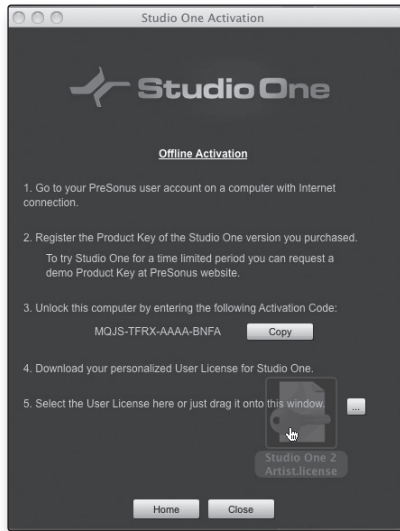 Studio One Activation
Studio One
Offline Activation
1. Go to your PreSonus user account on a computer with Internet
connection.
2. Register the Product Key of the Studio One version you purchased.
To try Studio One for a time limited period you can request a
demo Product Key at PreSonus website.
3. Unlock this computer by entering the following Activation Code:
MQJS-TFRX-AAAA-BNFA
Copy
4. Download your personalized User License for Studio One.
5. Select the User License here or just drag it onto this window.
...
Studio One 2
Artist.license
Home
Close